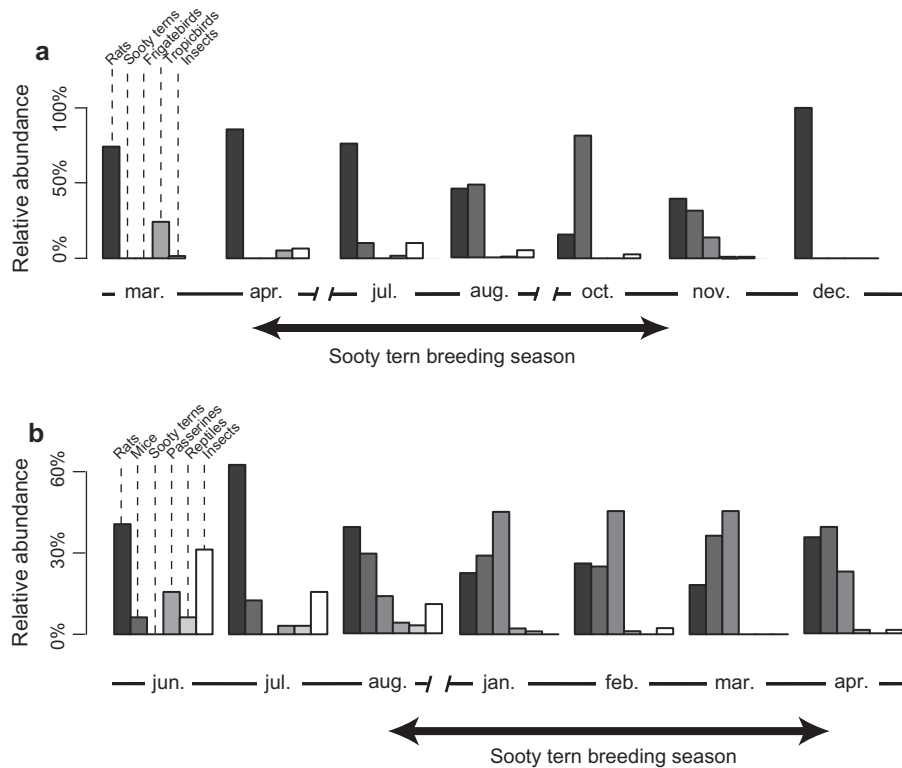 a
Rats
Sooty terns
Frigatebirds
Tropicbirds
Insects
Relative abundance
100%
50%
0%
mar. apr. jul. aug. oct. nov. dec.
Sooty tern breeding season
b
Rats
Mice
Sooty terns
Passerines
Reptiles
Insects
Relative abundance
60%
30%
0%
jun. jul. aug. jan. feb. mar. apr.
Sooty tern breeding season